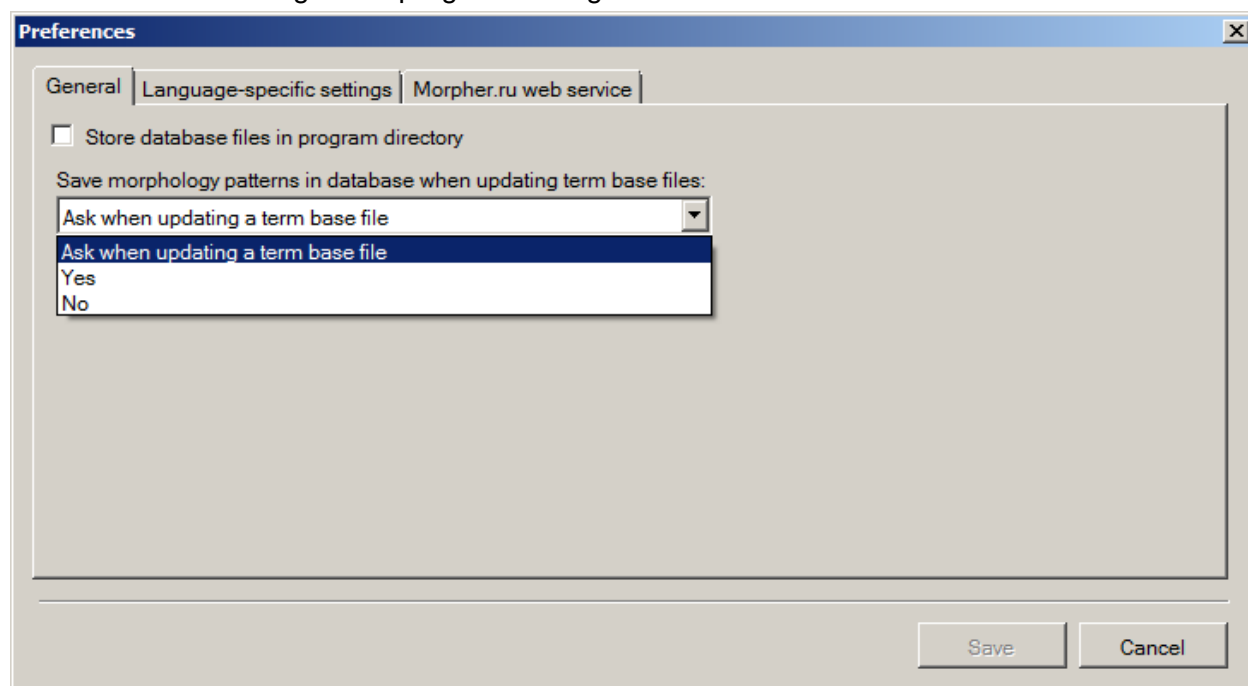 Preferences
General Language-specific settings Morpher.ru web service
Store database files in program directory
Save morphology patterns in database when updating term base files:
Ask when updating a term base file
Ask when updating a term base file
Yes
No
Save Cancel